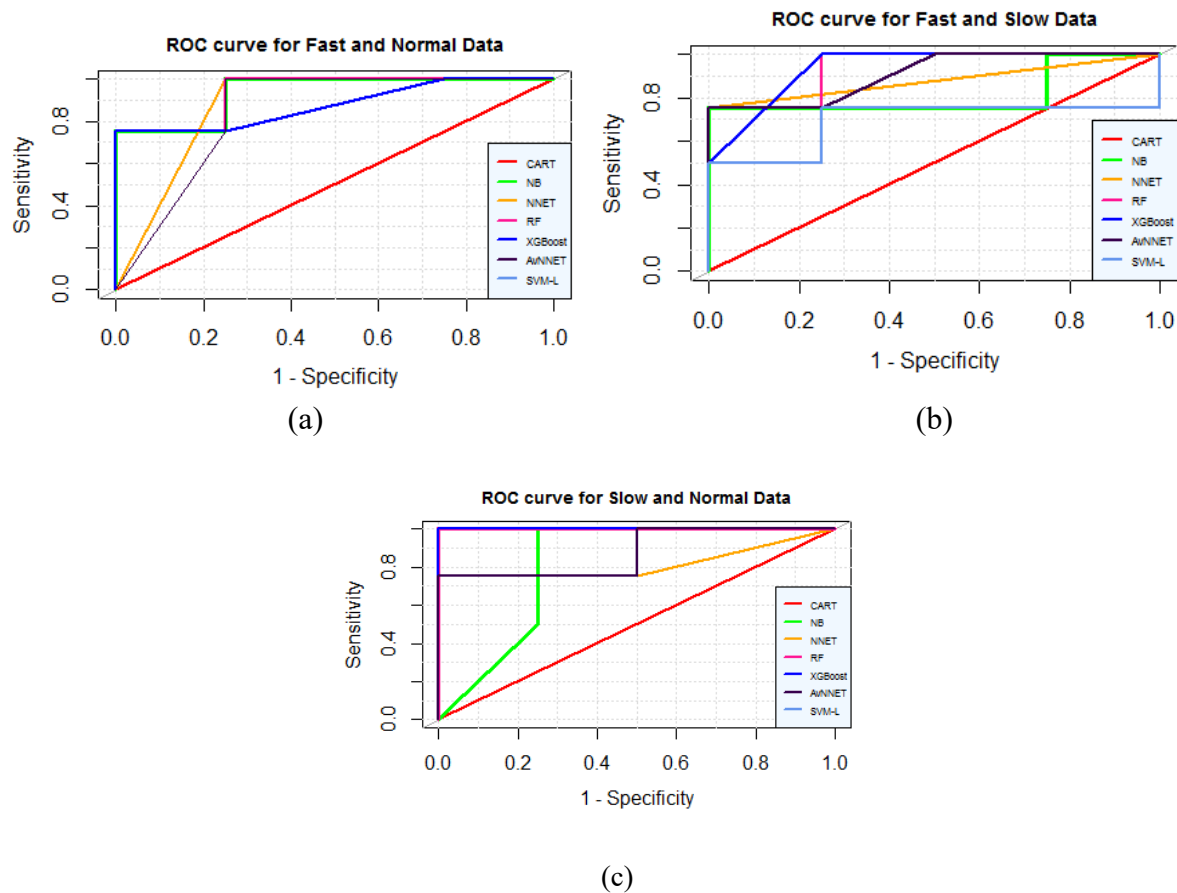 ROC curve for Fast and Normal Data
Sensitivity
0.0 0.4 0.8
CART
NB
NNET
RF
XGBoost
AvNNET
SVM-L
0.0 0.2 0.4 0.6 0.8 1.0
1 - Specificity
(a)
ROC curve for Fast and Slow Data
Sensitivity
0.0 0.4 0.8
CART
NB
NNET
RF
XGBoost
AvNNET
SVM-L
0.0 0.2 0.4 0.6 0.8 1.0
1 - Specificity
(b)
ROC curve for Slow and Normal Data
Sensitivity
0.0 0.4 0.8
CART
NB
NNET
RF
XGBoost
AvNNET
SVM-L
0.0 0.2 0.4 0.6 0.8 1.0
1 - Specificity
(c)